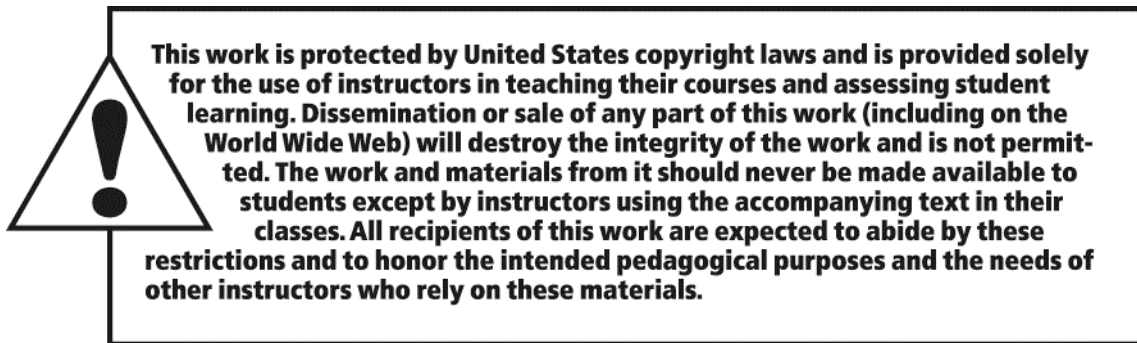 This work is protected by United States copyright laws and is provided solely
for the use of instructors in teaching their courses and assessing student
learning. Dissemination or sale of any part of this work (including on the
World Wide Web) will destroy the integrity of the work and is not permit-
ted. The work and materials from it should never be made available to
students except by instructors using the accompanying text in their
classes. All recipients of this work are expected to abide by these
restrictions and to honor the intended pedagogical purposes and the needs of
other instructors who rely on these materials.